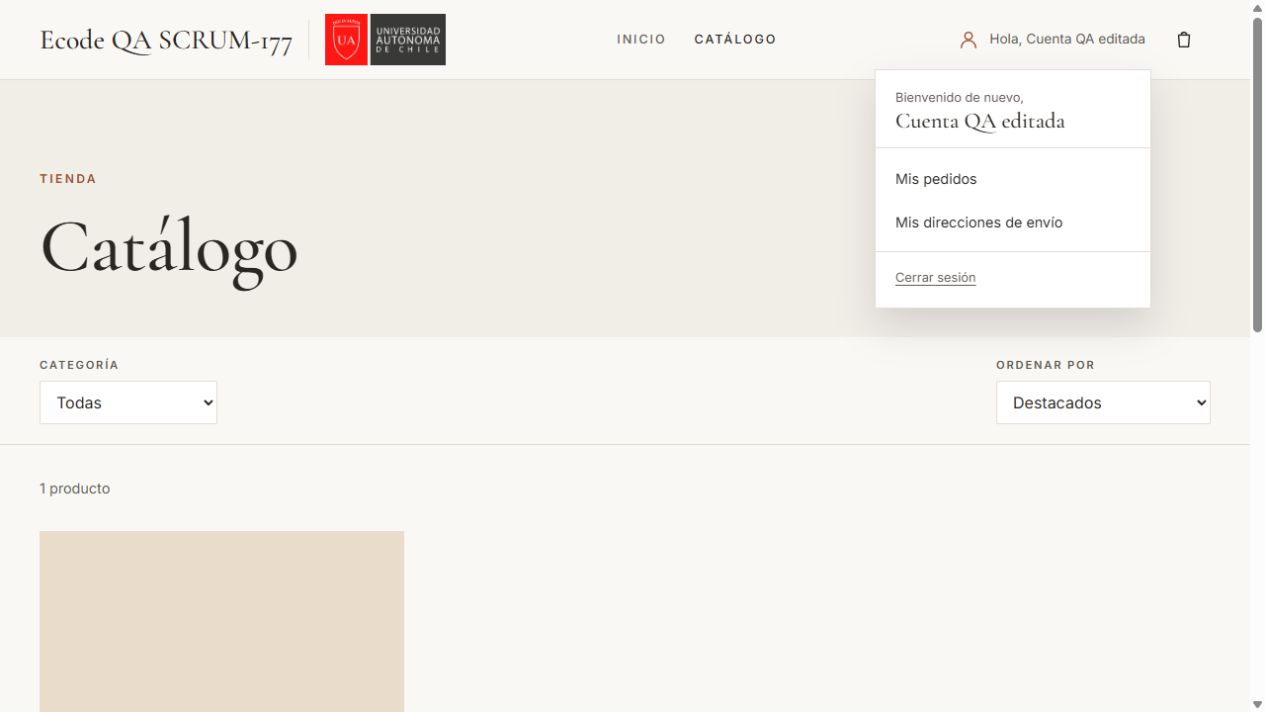 Ecode QA SCRUM-177
UA
UNIVERSIDAD
AUTÓNOMA
DE CHILE
INICIO
CATÁLOGO
Hola, Cuenta QA editada
Bienvenido de nuevo,
Cuenta QA editada
Mis pedidos
Mis direcciones de envío
Cerrar sesión
TIENDA
Catálogo
CATEGORÍA
Todas
ORDENAR POR
Destacados
1 producto